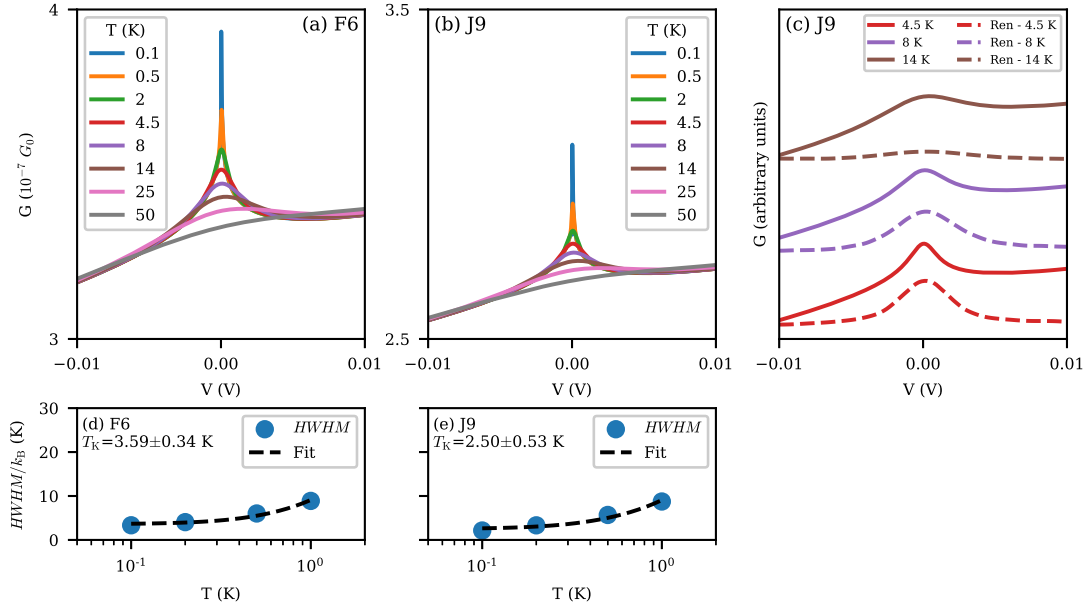 4
3
G (10⁻⁷ G₀)
T (K)
0.1
0.5
2
4.5
8
14
25
50
(a) F6
−0.01
0.00
0.01
V (V)
3.5
2.5
(b) J9
T (K)
0.1
0.5
2
4.5
8
14
25
50
−0.01
0.00
0.01
V (V)
(c) J9
4.5 K
8 K
14 K
Ren - 4.5 K
Ren - 8 K
Ren - 14 K
G (arbitrary units)
−0.01
0.00
0.01
V (V)
30
20
10
0
HWHM/k_B (K)
(d) F6
T_K=3.59±0.34 K
HWHM
Fit
10⁻¹
10⁰
T (K)
(e) J9
T_K=2.50±0.53 K
HWHM
Fit
10⁻¹
10⁰
T (K)